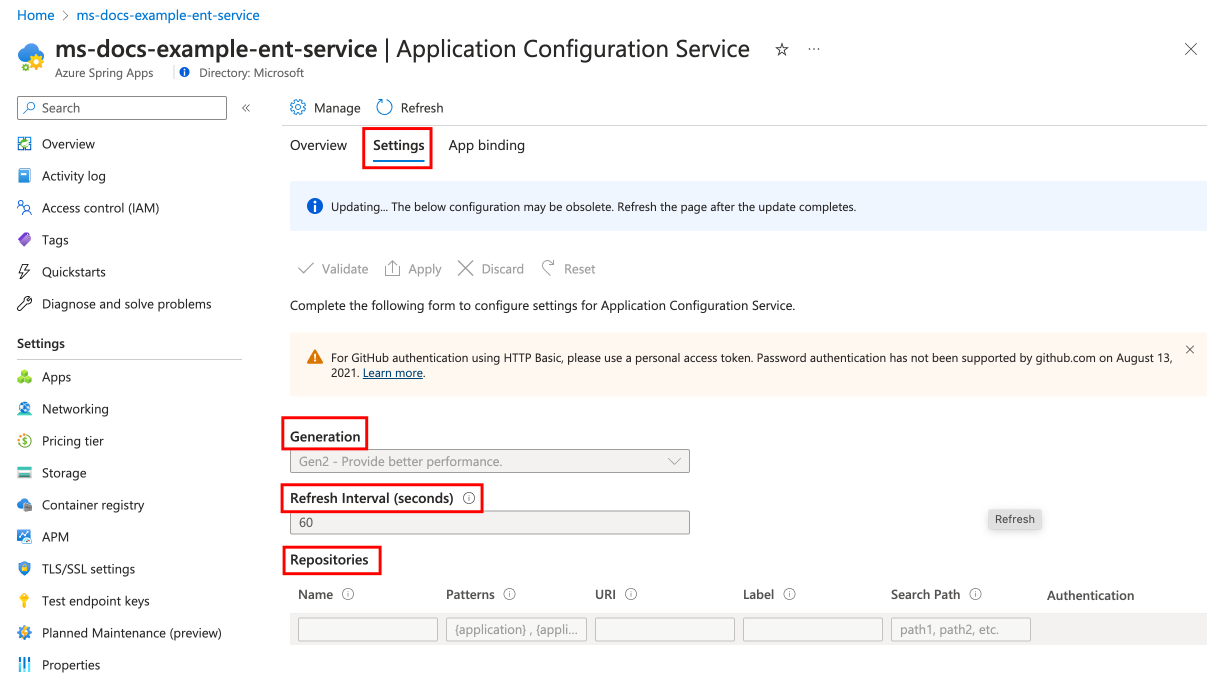 Home > ms-docs-example-ent-service
ms-docs-example-ent-service | Application Configuration Service
Azure Spring Apps
Directory: Microsoft
Search
«
Overview
Activity log
Access control (IAM)
Tags
Quickstarts
Diagnose and solve problems
Settings
Apps
Networking
Pricing tier
Storage
Container registry
APM
TLS/SSL settings
Test endpoint keys
Planned Maintenance (preview)
Properties
Manage Refresh
Overview Settings App binding
Updating... The below configuration may be obsolete. Refresh the page after the update completes.
Validate Apply Discard Reset
Complete the following form to configure settings for Application Configuration Service.
For GitHub authentication using HTTP Basic, please use a personal access token. Password authentication has not been supported by github.com on August 13,
2021. Learn more.
Generation
Gen2 - Provide better performance.
Refresh Interval (seconds)
60
Refresh
Repositories
Name Patterns URI Label Search Path Authentication
{application} , {appli... path1, path2, etc.